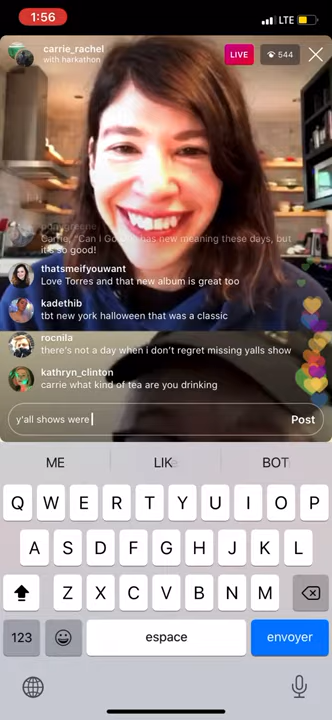 1:56
LTE
carrie_rachel
with harkathon
LIVE
544
Carrie, "Can I Go has new meaning these days, but
it's so good!
thatsmeifyouwant
Love Torres and that new album is great too
kadethib
tbt new york halloween that was a classic
rocnila
there's not a day when i don't regret missing yalls show
kathryn_clinton
carrie what kind of tea are you drinking
y'all shows were
Post
ME
LIK
BOT
Q W E R T Y U I O P
A S D F G H J K L
Z X C V B N M
123
espace
envoyer